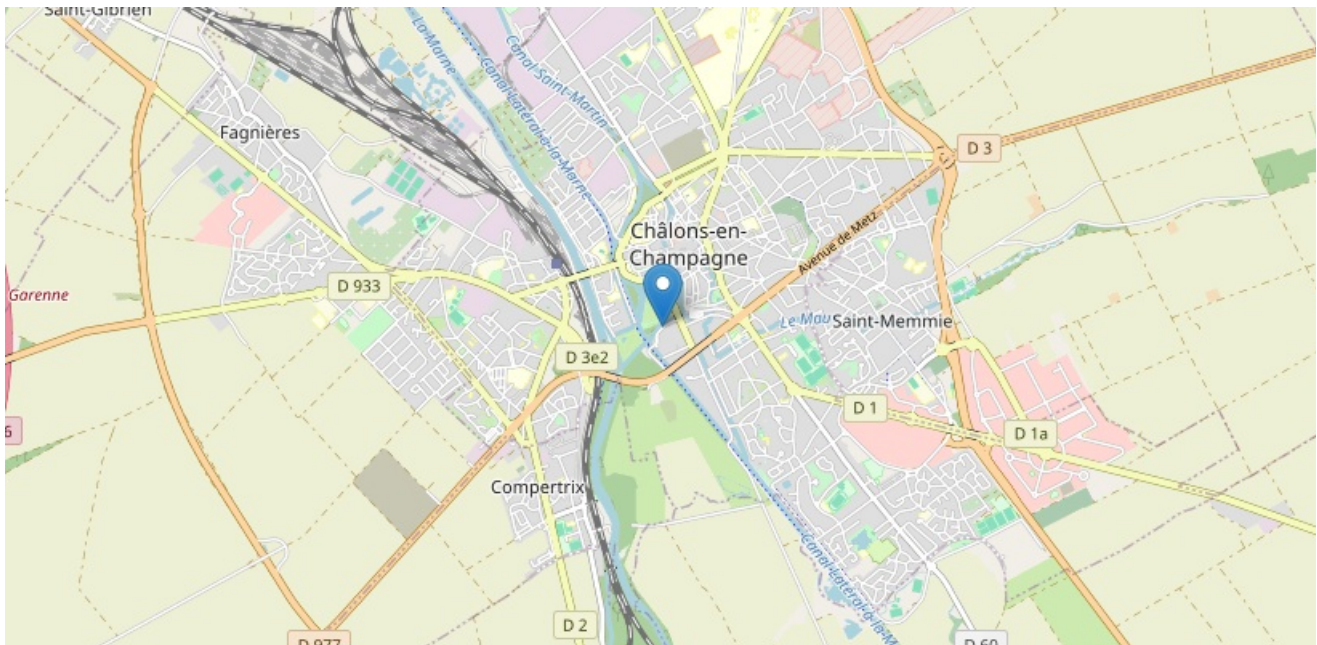 Saint-Gibrien
La Marne
Canal Latéral à la Marne
Canal Saint-Martin
Fagnières
D 3
Châlons-en-
Champagne
Avenue de Metz
Garenne
D 933
Le Mau
Saint-Memmie
D 3e2
6
D 1
D 1a
Compertrix
Canal Latéral à la M
D 2
D 977
D 60